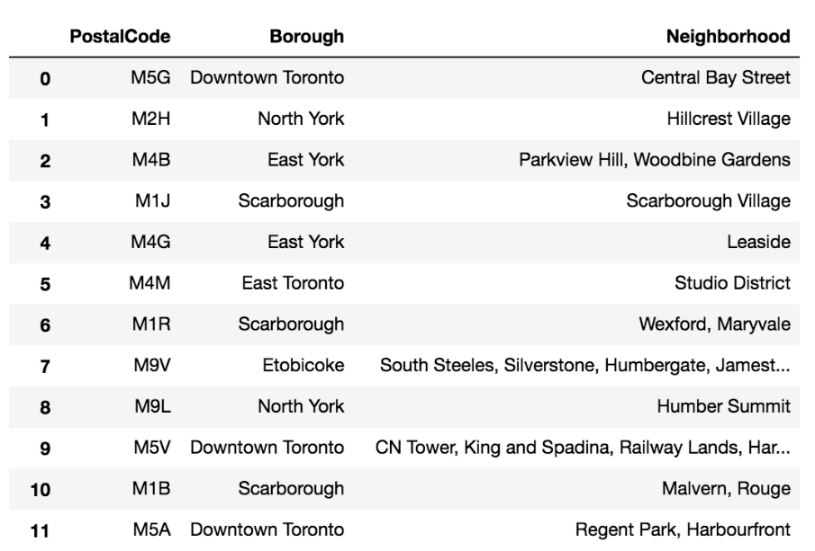 PostalCode Borough Neighborhood
0 M5G Downtown Toronto Central Bay Street
1 M2H North York Hillcrest Village
2 M4B East York Parkview Hill, Woodbine Gardens
3 M1J Scarborough Scarborough Village
4 M4G East York Leaside
5 M4M East Toronto Studio District
6 M1R Scarborough Wexford, Maryvale
7 M9V Etobicoke South Steeles, Silverstone, Humbergate, Jamest...
8 M9L North York Humber Summit
9 M5V Downtown Toronto CN Tower, King and Spadina, Railway Lands, Har...
10 M1B Scarborough Malvern, Rouge
11 M5A Downtown Toronto Regent Park, Harbourfront